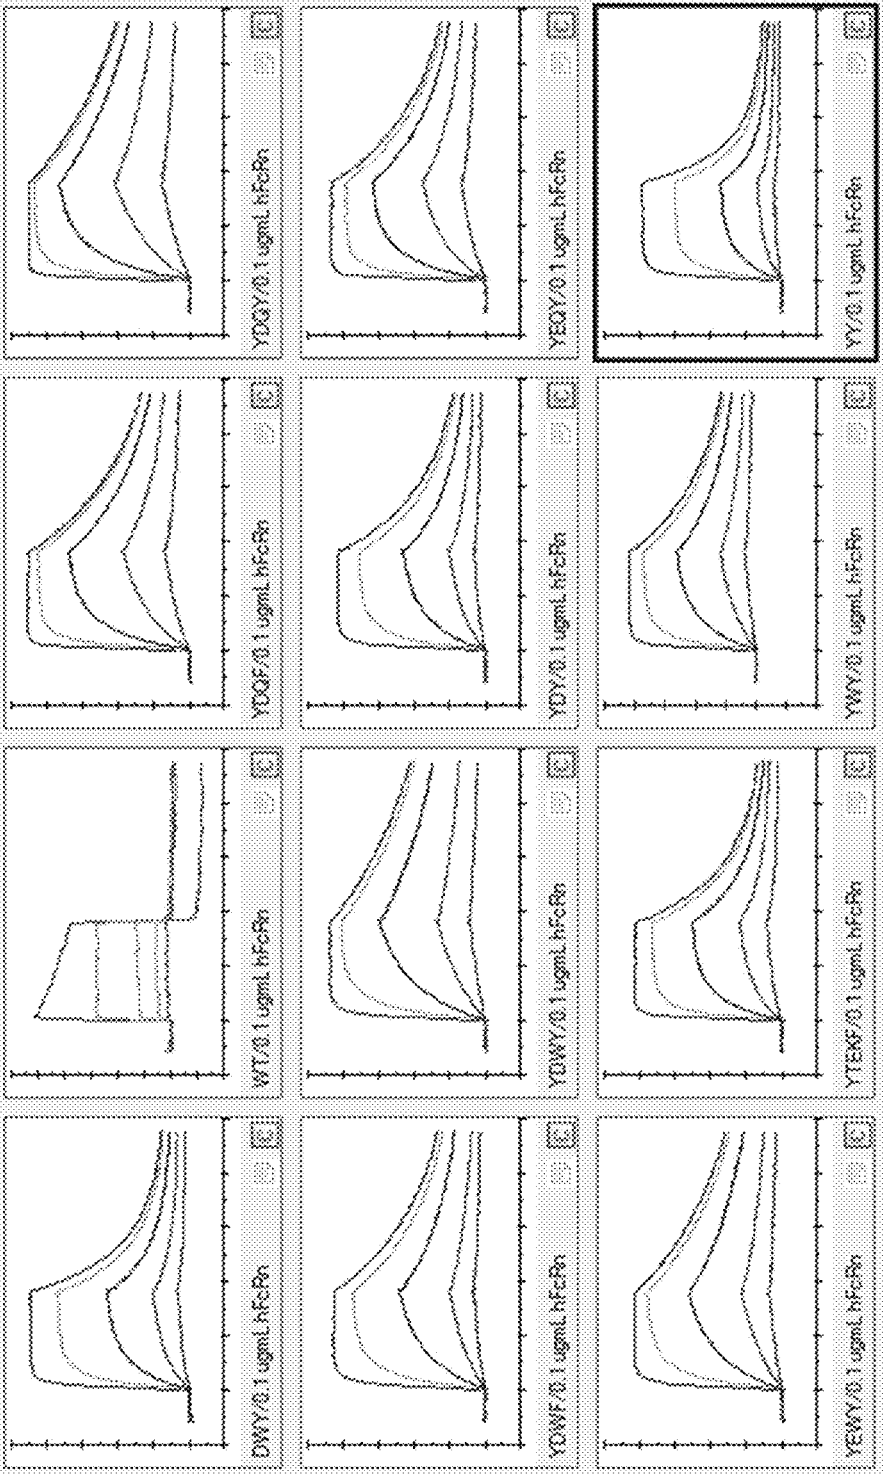 DWY/0.1 ugmL hFcRn
WT/0.1 ugmL hFcRn
YDQF/0.1 ugmL hFcRn
YDQY/0.1 ugmL hFcRn
YDWF/0.1 ugmL hFcRn
YDWY/0.1 ugmL hFcRn
YDY/0.1 ugmL hFcRn
YEQY/0.1 ugmL hFcRn
YEWY/0.1 ugmL hFcRn
YTEKF/0.1 ugmL hFcRn
YWY/0.1 ugmL hFcRn
YY/0.1 ugmL hFcRn